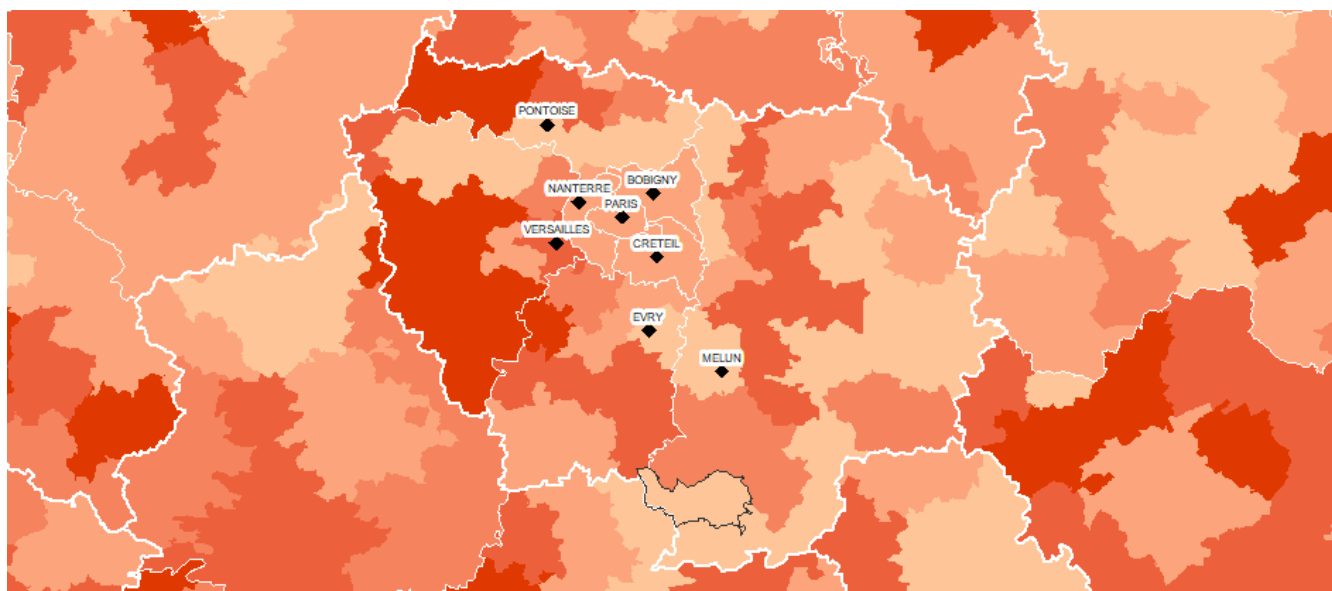 PONTOISE
BOBIGNY
NANTERRE
PARIS
VERSAILLES
CRETEIL
EVRY
MELUN